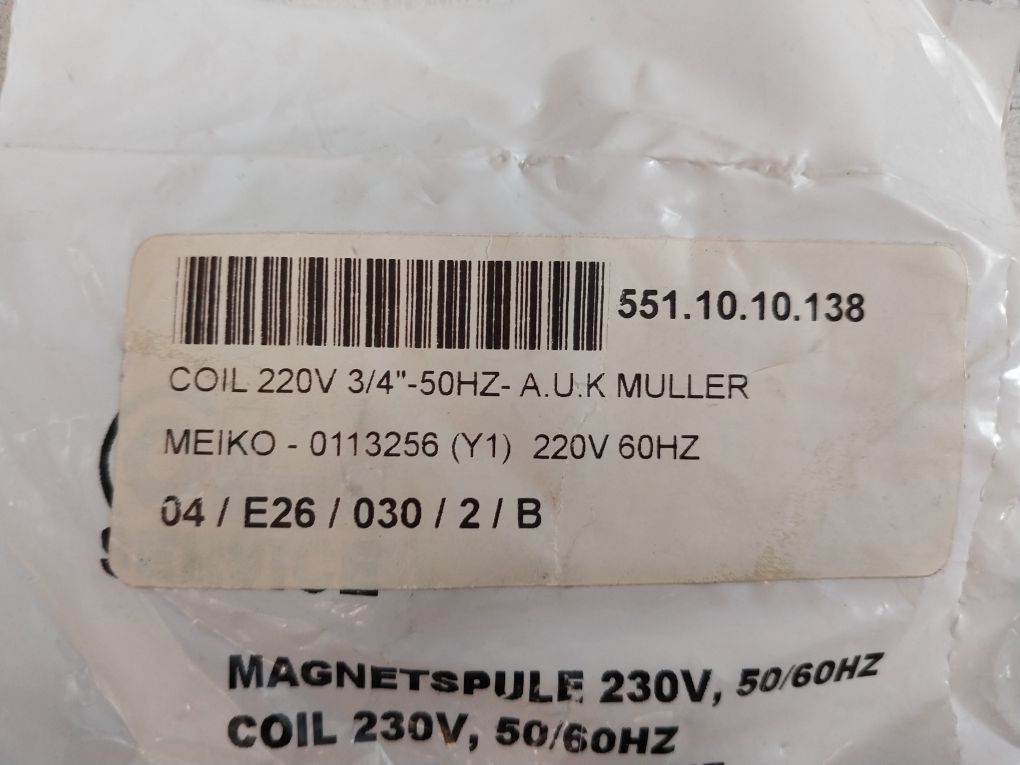 551.10.10.138
COIL 220V 3/4"-50HZ- A.U.K MULLER
MEIKO - 0113256 (Y1) 220V 60HZ
04 / E26 / 030 / 2 / B
MAGNETSPULE 230V, 50/60HZ
COIL 230V, 50/60HZ